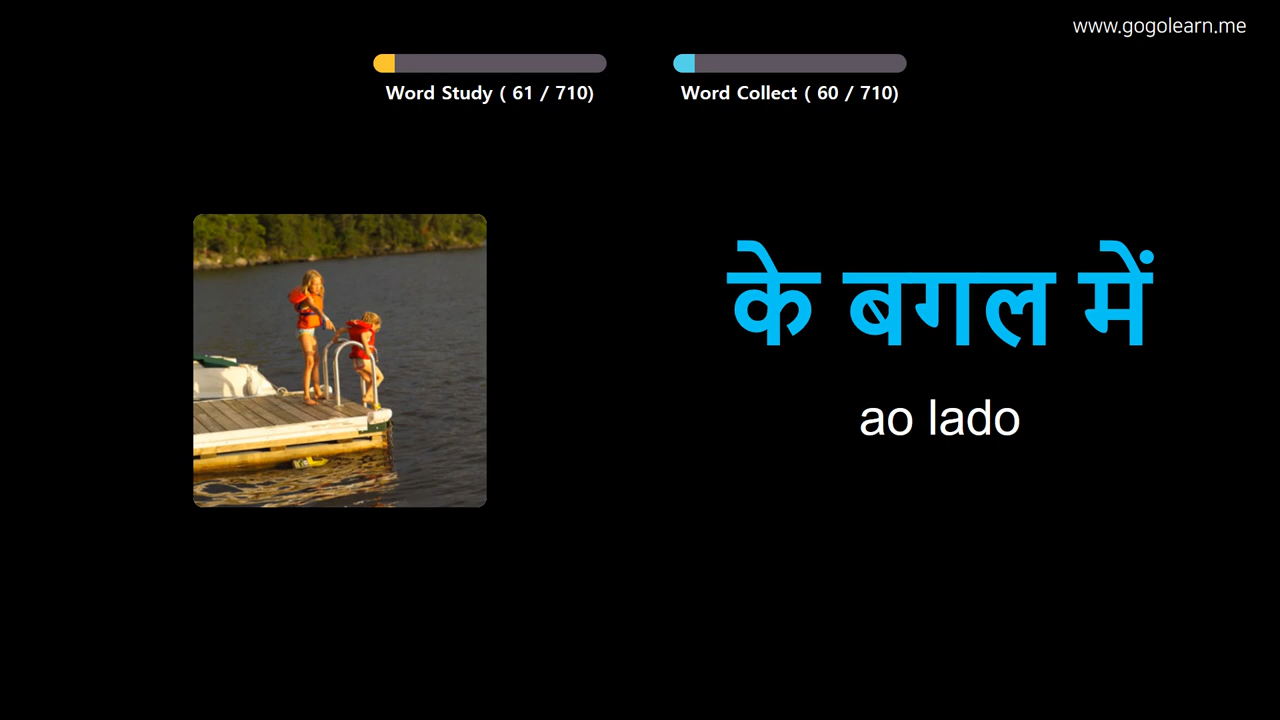 www.gogolearn.me
Word Study ( 61 / 710)
Word Collect ( 60 / 710)
के बगल में
ao lado